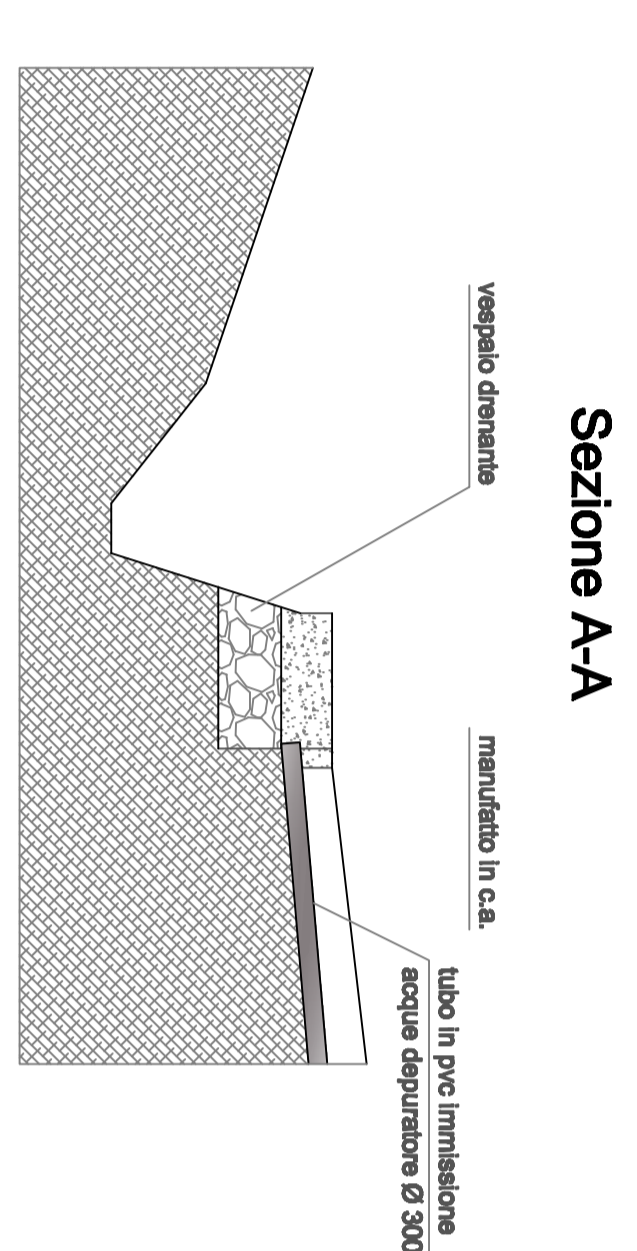 Sezione A-A
vespaio drenante
manufatto in c.a.
tubo in pvc immissione
acque depuratore Ø 300